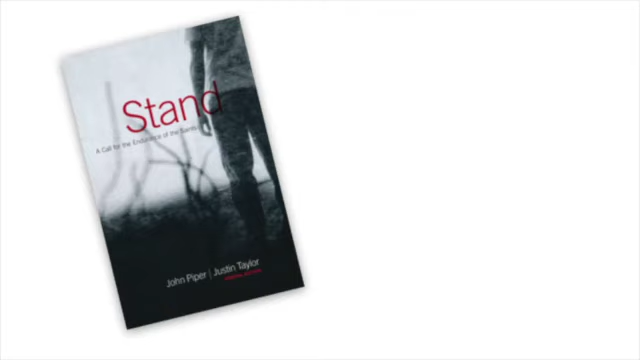 Stand
A Call for the Endurance of the Saints
John Piper | Justin Taylor